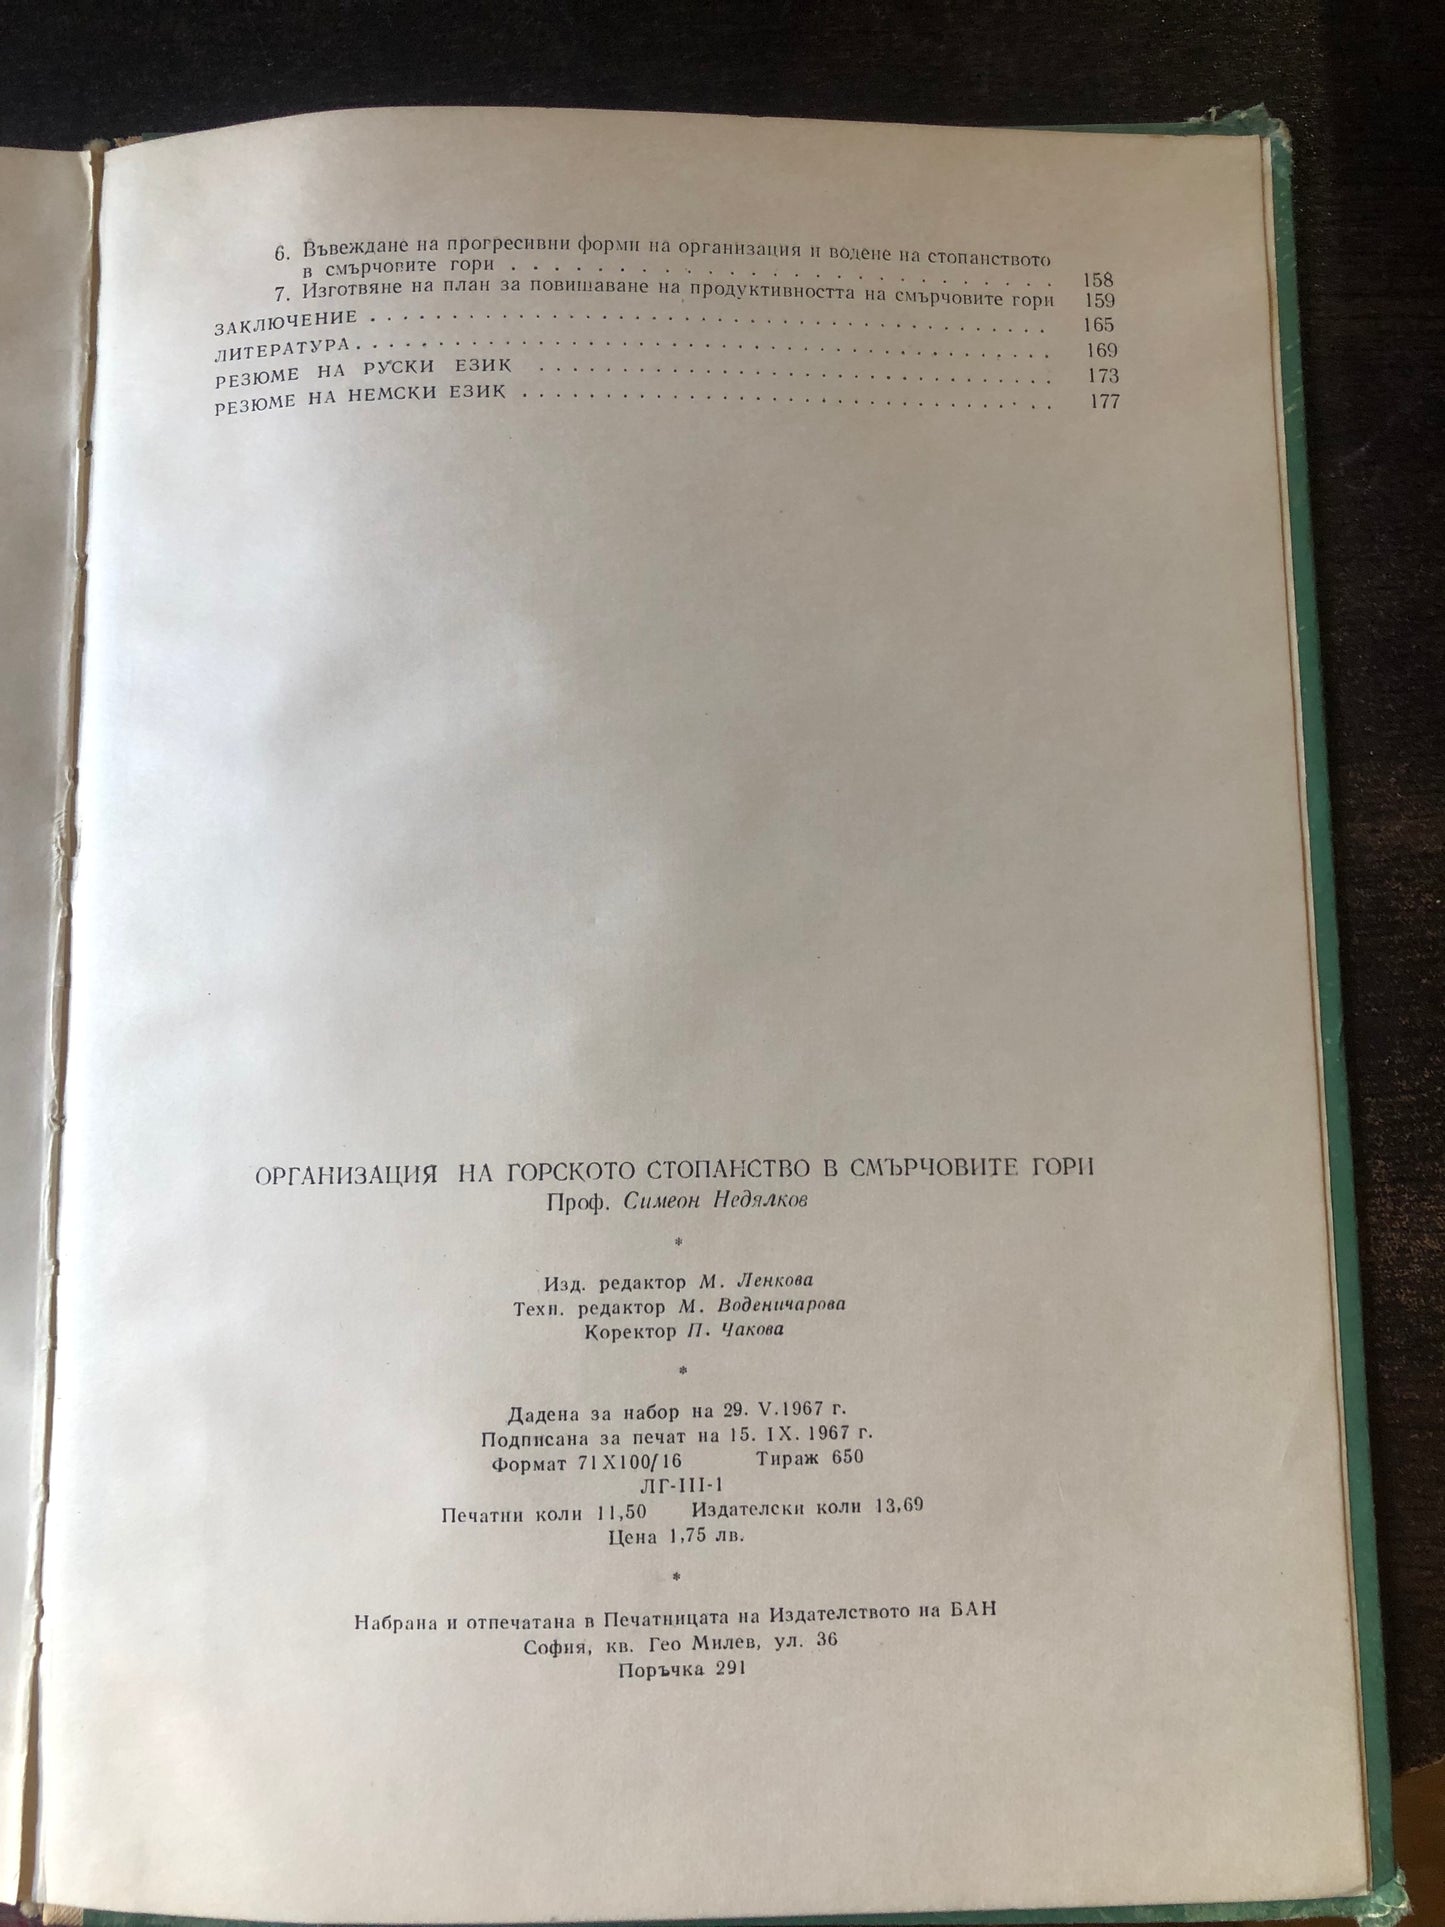 6. Въвеждане на прогресивни форми на организация и водене на стопанството
в смърчовите гори . . . . . . . . . . . . . . . . . . . . . 158
7. Изготвяне на план за повишаване на продуктивността на смърчовите гори 159
ЗАКЛЮЧЕНИЕ . . . . . . . . . . . . . . . . . . . . . . . . . . . . . . . . . . . . . . . . . . 165
ЛИТЕРАТУРА . . . . . . . . . . . . . . . . . . . . . . . . . . . . . . . . . . . . . . . . . . 169
РЕЗЮМЕ НА РУСКИ ЕЗИК . . . . . . . . . . . . . . . . . . . . . . . . . . . . . . . . 173
РЕЗЮМЕ НА НЕМСКИ ЕЗИК . . . . . . . . . . . . . . . . . . . . . . . . . . . . . . . . 177
ОРГАНИЗАЦИЯ НА ГОРСКОТО СТОПАНСТВО В СМЪРЧОВИТЕ ГОРИ
Проф. Симеон Недялков
*
Изд. редактор М. Ленкова
Техн. редактор М. Воденичарова
Коректор П. Чакова
*
Дадена за набор на 29. V.1967 г.
Подписана за печат на 15. IX. 1967 г.
Формат 71X100/16 Тираж 650
ЛГ-III-1
Печатни коли 11,50 Издателски коли 13,69
Цена 1,75 лв.
*
Набрана и отпечатана в Печатницата на Издателството на БАН
София, кв. Гео Милев, ул. 36
Поръчка 291